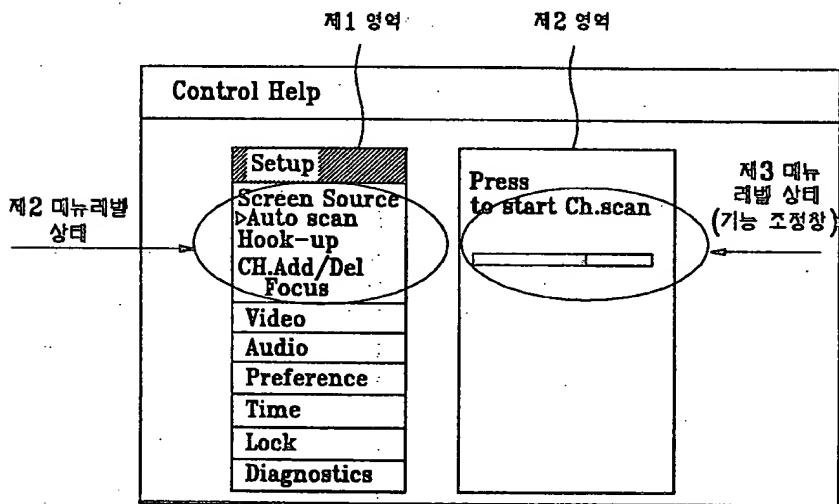 제1 영역
제2 영역
Control Help
Setup
Screen Source
▷Auto scan
Hook-up
CH.Add/Del
Focus
Video
Audio
Preference
Time
Lock
Diagnostics
Press
to start Ch.scan
제2 메뉴레벨
상태
제3 메뉴
레벨 상태
(기능 조정창)